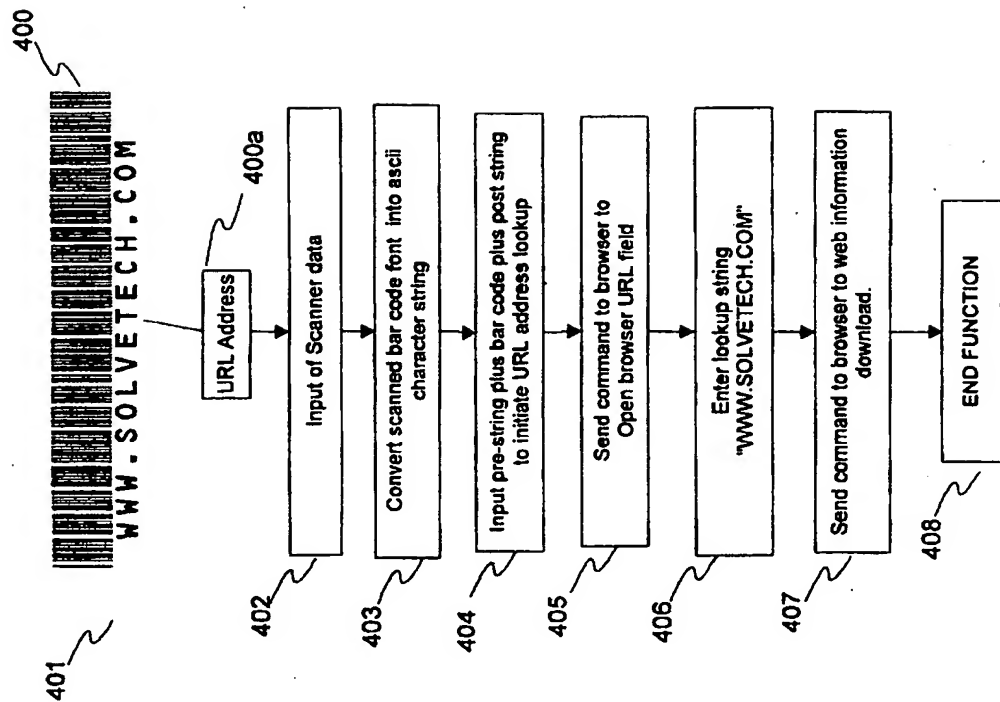 400
401
WWW.SOLVETECH.COM
400a
URL Address
402
Input of Scanner data
403
Convert scanned bar code font into ascii
character string
404
Input pre-string plus bar code plus post string
to initiate URL address lookup
405
Send command to browser to
Open browser URL field
406
Enter lookup string
"WWW.SOLVETECH.COM"
407
Send command to browser to web information
download.
408
END FUNCTION